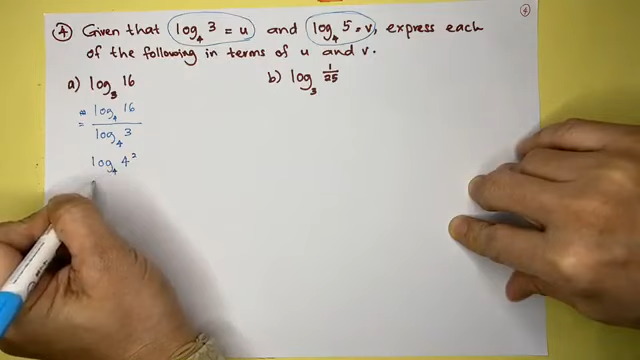 ④
④ Given that log₄ 3 = u and log₄ 5 = v, express each
of the following in terms of u and v.
a) log₃ 16
= log₄ 16 / log₄ 3
log₄ 4²
b) log₃ 1/25